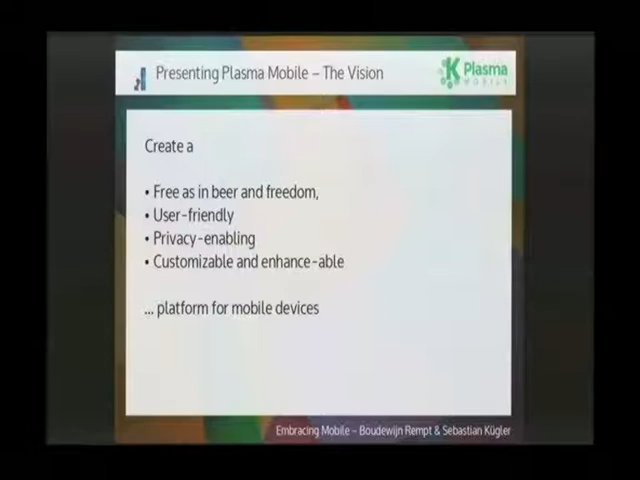 Presenting Plasma Mobile – The Vision
Plasma
MOBILE
Create a
• Free as in beer and freedom,
• User-friendly
• Privacy-enabling
• Customizable and enhance-able
... platform for mobile devices
Embracing Mobile – Boudewijn Rempt & Sebastian Kügler